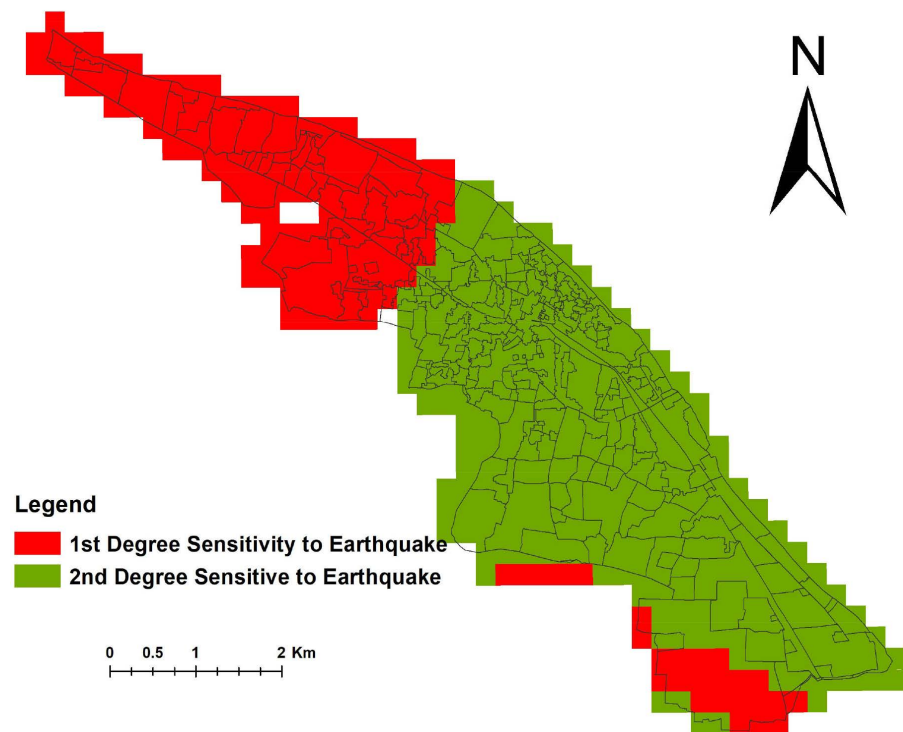 N
Legend
1st Degree Sensitivity to Earthquake
2nd Degree Sensitive to Earthquake
0 0.5 1 2 Km